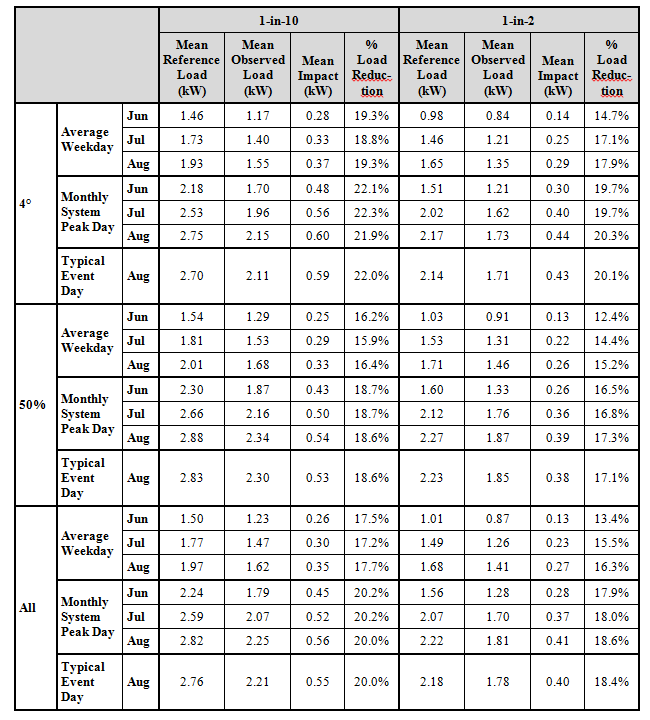 1-in-10 1-in-2
Mean Reference Load (kW) Mean Observed Load (kW) Mean Impact (kW) % Load Reduc-tion Mean Reference Load (kW) Mean Observed Load (kW) Mean Impact (kW) % Load Reduc-tion
4° Average Weekday Jun 1.46 1.17 0.28 19.3% 0.98 0.84 0.14 14.7%
Jul 1.73 1.40 0.33 18.8% 1.46 1.21 0.25 17.1%
Aug 1.93 1.55 0.37 19.3% 1.65 1.35 0.29 17.9%
Monthly System Peak Day Jun 2.18 1.70 0.48 22.1% 1.51 1.21 0.30 19.7%
Jul 2.53 1.96 0.56 22.3% 2.02 1.62 0.40 19.7%
Aug 2.75 2.15 0.60 21.9% 2.17 1.73 0.44 20.3%
Typical Event Day Aug 2.70 2.11 0.59 22.0% 2.14 1.71 0.43 20.1%
50% Average Weekday Jun 1.54 1.29 0.25 16.2% 1.03 0.91 0.13 12.4%
Jul 1.81 1.53 0.29 15.9% 1.53 1.31 0.22 14.4%
Aug 2.01 1.68 0.33 16.4% 1.71 1.46 0.26 15.2%
Monthly System Peak Day Jun 2.30 1.87 0.43 18.7% 1.60 1.33 0.26 16.5%
Jul 2.66 2.16 0.50 18.7% 2.12 1.76 0.36 16.8%
Aug 2.88 2.34 0.54 18.6% 2.27 1.87 0.39 17.3%
Typical Event Day Aug 2.83 2.30 0.53 18.6% 2.23 1.85 0.38 17.1%
All Average Weekday Jun 1.50 1.23 0.26 17.5% 1.01 0.87 0.13 13.4%
Jul 1.77 1.47 0.30 17.2% 1.49 1.26 0.23 15.5%
Aug 1.97 1.62 0.35 17.7% 1.68 1.41 0.27 16.3%
Monthly System Peak Day Jun 2.24 1.79 0.45 20.2% 1.56 1.28 0.28 17.9%
Jul 2.59 2.07 0.52 20.2% 2.07 1.70 0.37 18.0%
Aug 2.82 2.25 0.56 20.0% 2.22 1.81 0.41 18.6%
Typical Event Day Aug 2.76 2.21 0.55 20.0% 2.18 1.78 0.40 18.4%